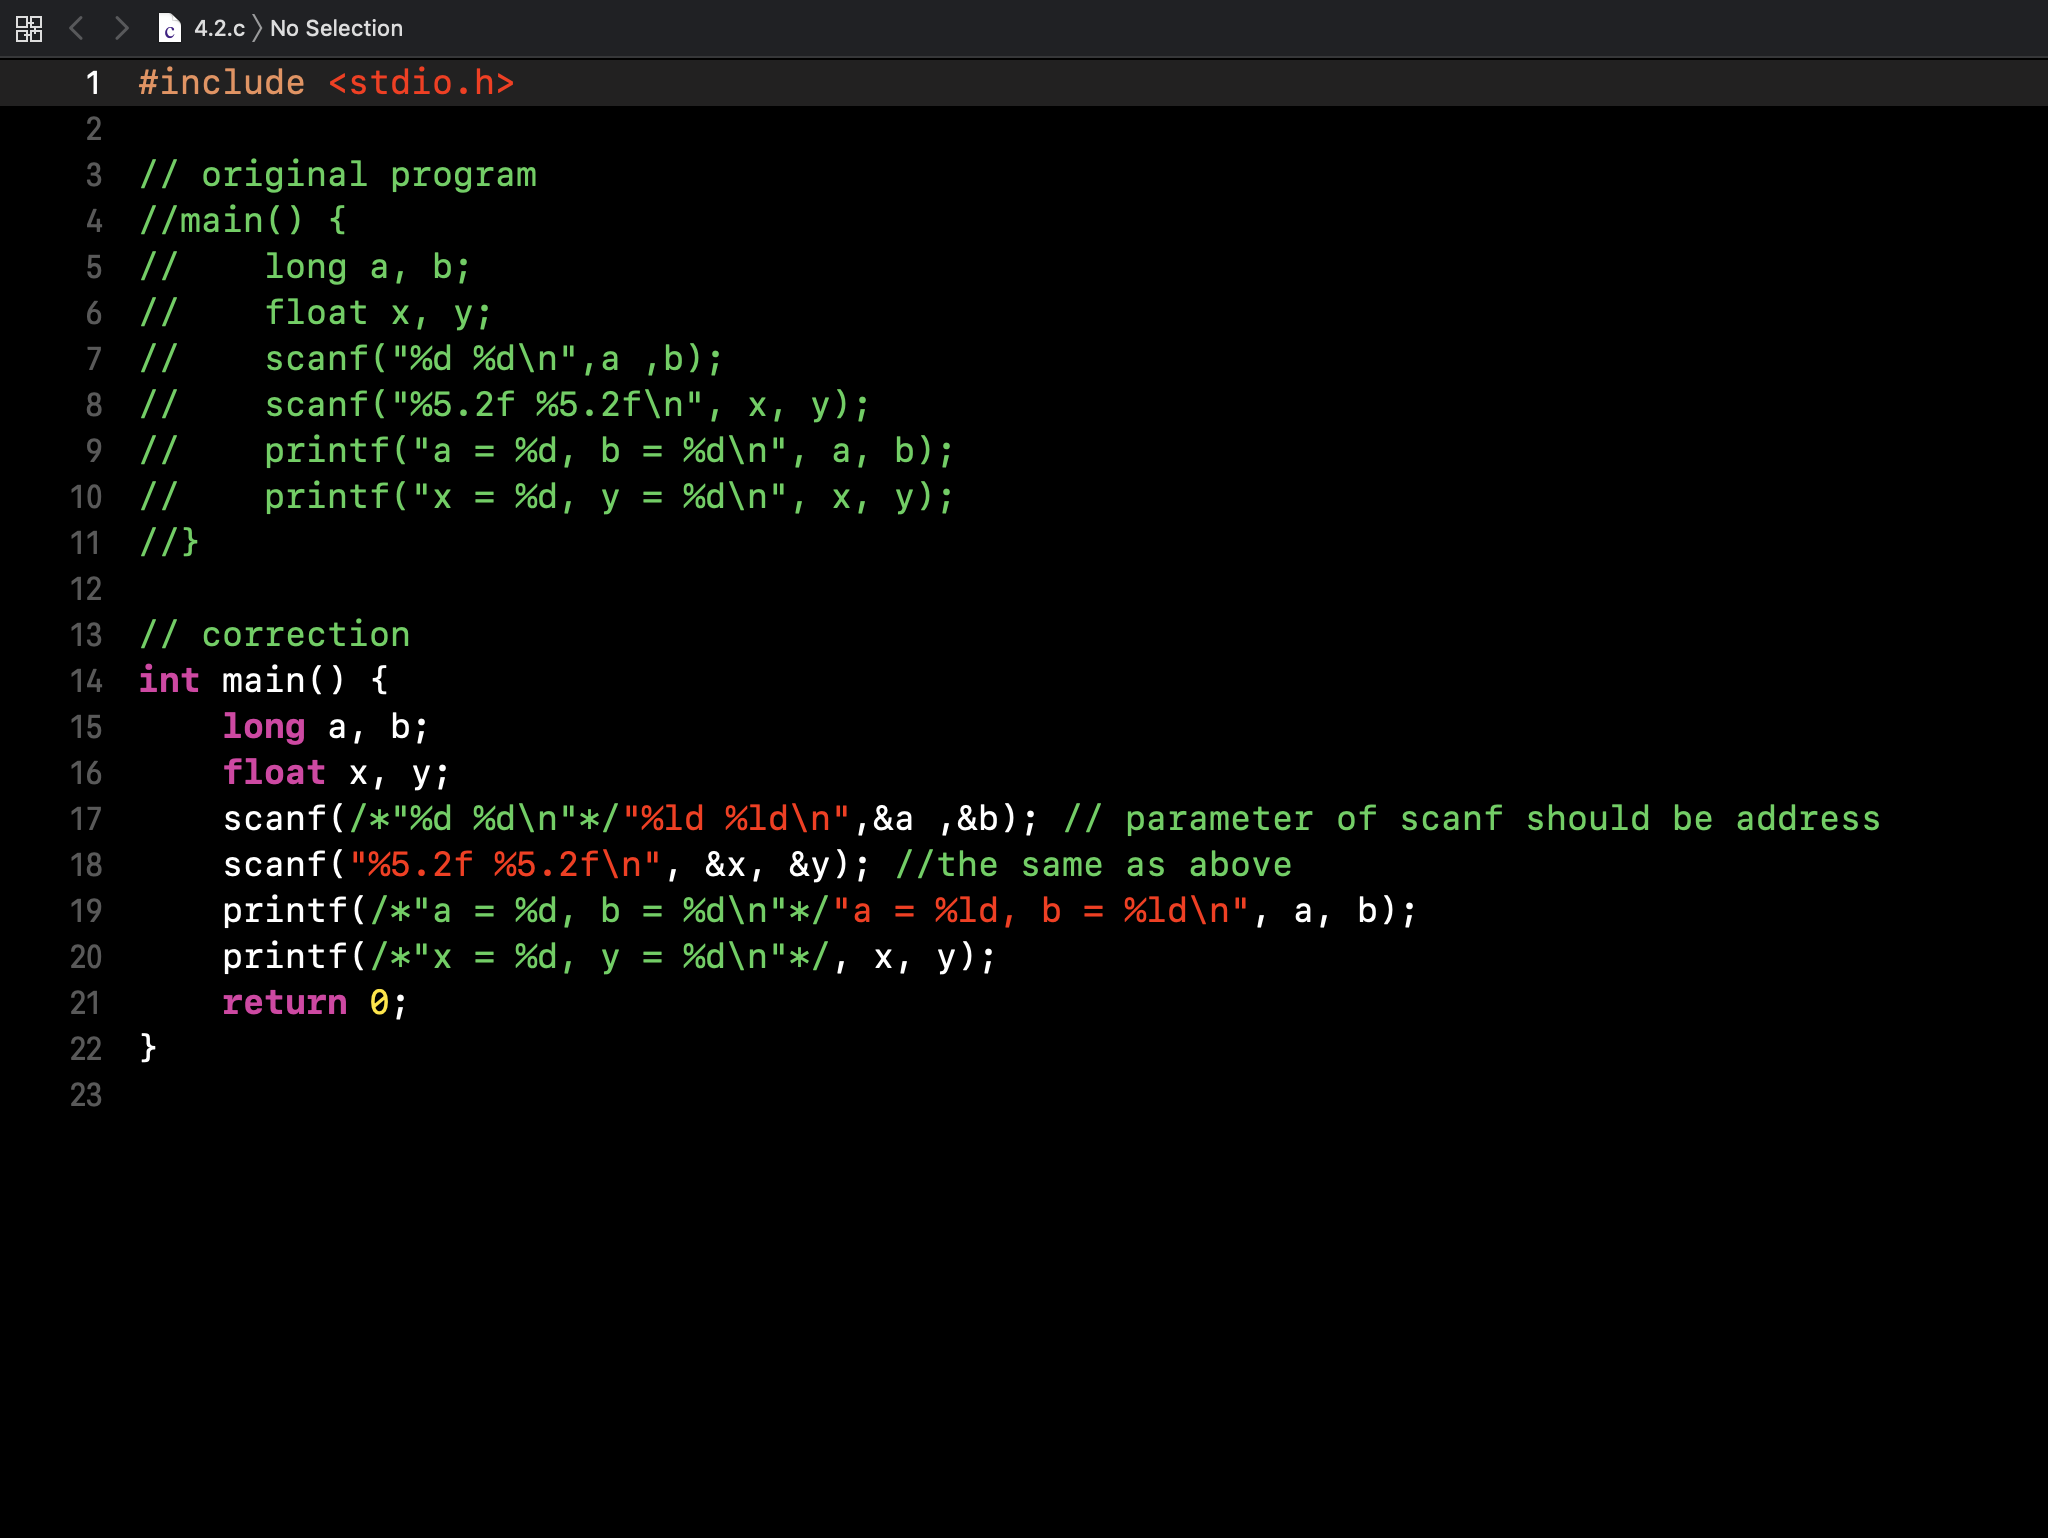 4.2.c 〉 No Selection
1 #include <stdio.h>
2
3 // original program
4 //main() {
5 //    long a, b;
6 //    float x, y;
7 //    scanf("%d %d\n",a ,b);
8 //    scanf("%5.2f %5.2f\n", x, y);
9 //    printf("a = %d, b = %d\n", a, b);
10 //    printf("x = %d, y = %d\n", x, y);
11 //}
12
13 // correction
14 int main() {
15     long a, b;
16     float x, y;
17     scanf(/*"%d %d\n"*/"%ld %ld\n",&a ,&b); // parameter of scanf should be address
18     scanf("%5.2f %5.2f\n", &x, &y); //the same as above
19     printf(/*"a = %d, b = %d\n"*/"a = %ld, b = %ld\n", a, b);
20     printf(/*"x = %d, y = %d\n"*/, x, y);
21     return 0;
22 }
23